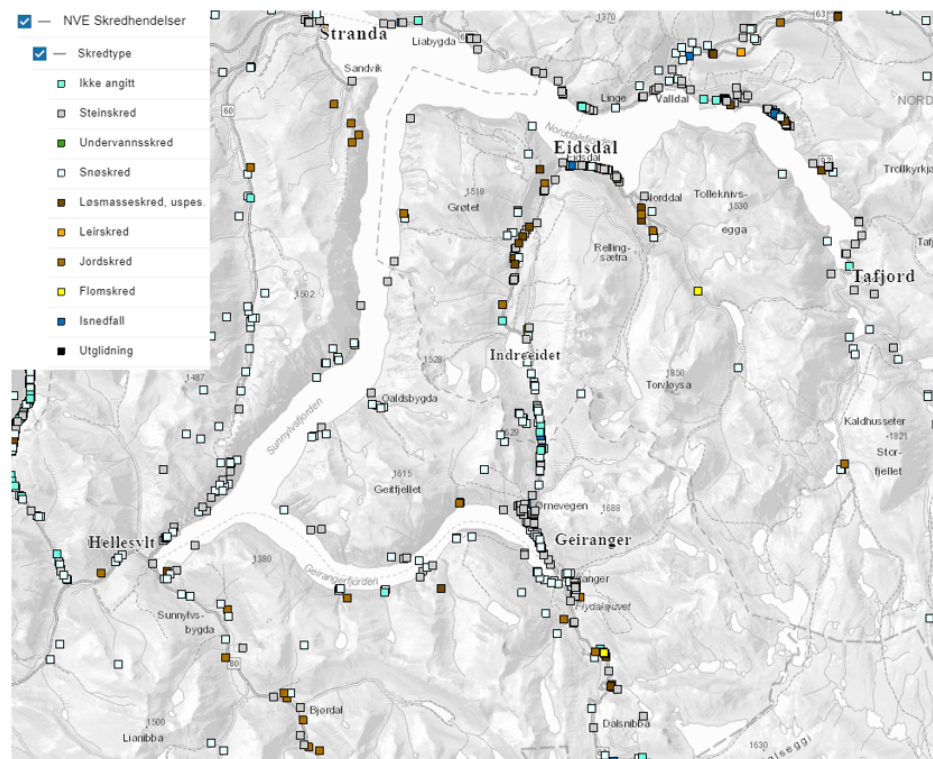 NVE Skredhendelser
Skredtype
Ikke angitt
Steinskred
Undervannsskred
Snøskred
Løsmasseskred, uspes.
Leirskred
Jordskred
Flomskred
Isnedfall
Utglidning
Stranda
Liabygda
Sandvik
60
1370
63
Linge
Valldal
NORD
Norddalsfjorden
Eidsdal
Eidsdal
1519
Grøtet
Norddal
Tolleknivs-
egga
1530
Trollkyrkja
Rellingsætra
Tafjord
1502
Indreeidet
1528
1487
1850
Torvløysa
Oaldsbygda
Sunnylvsfjorden
Kaldhusseter
1821
Stor-
fjellet
1615
Geitfjellet
Ørnevegen
1688
Hellesylt
1380
Geiranger
Geirangerfjorden
Flydalsjuvet
Sunnylvs-
bygda
60
Bjørdal
Dalsnibba
1500
Lianibba
1630